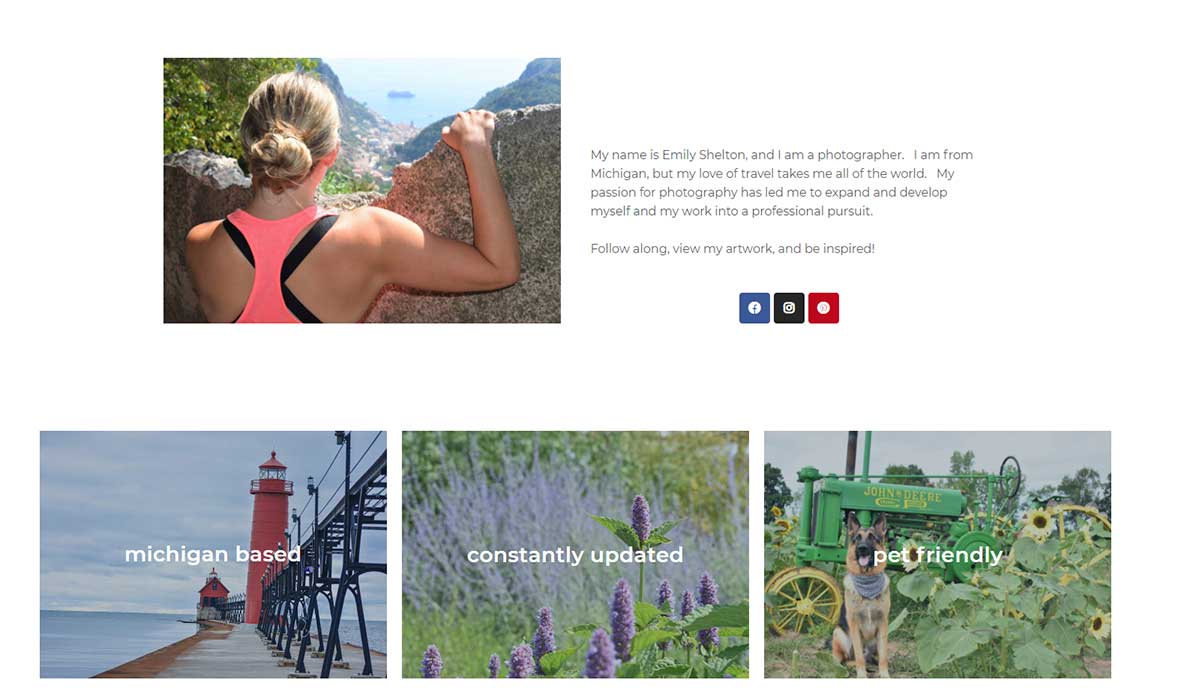 My name is Emily Shelton, and I am a photographer. I am from
Michigan, but my love of travel takes me all of the world. My
passion for photography has led me to expand and develop
myself and my work into a professional pursuit.
Follow along, view my artwork, and be inspired!
michigan based
constantly updated
pet friendly
JOHN DEERE